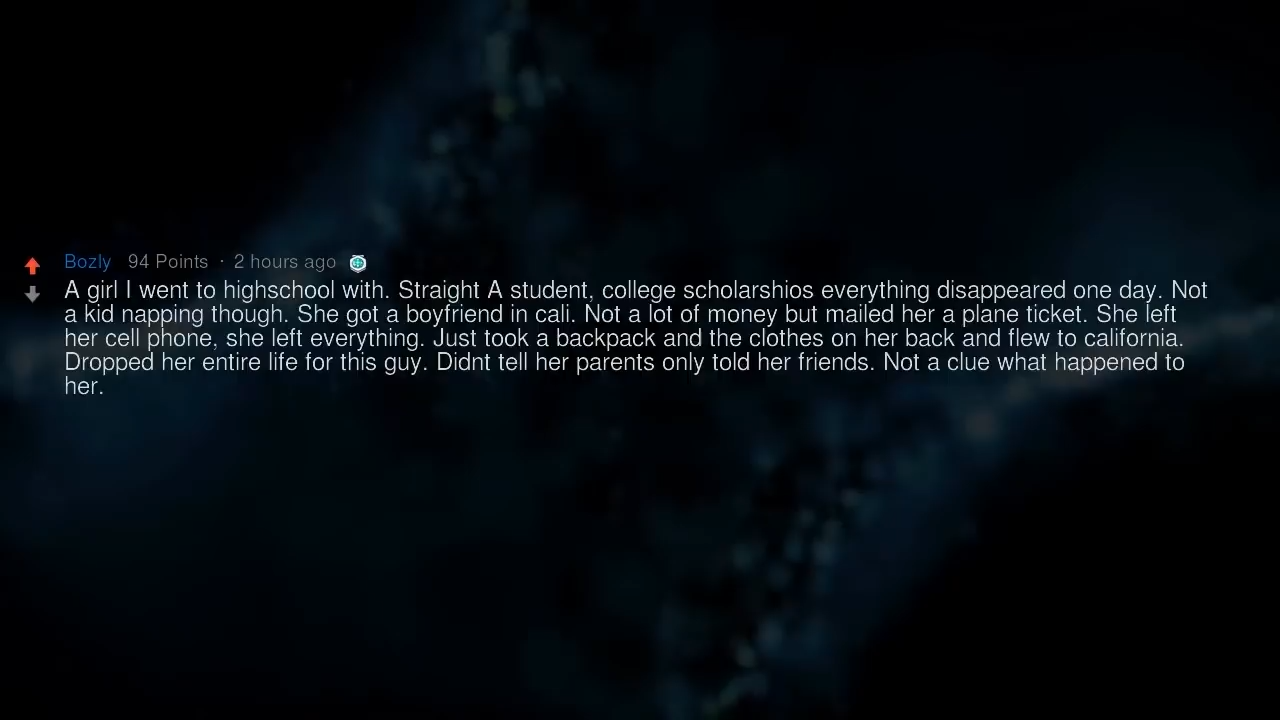 Bozly 94 Points · 2 hours ago
A girl I went to highschool with. Straight A student, college scholarshios everything disappeared one day. Not
a kid napping though. She got a boyfriend in cali. Not a lot of money but mailed her a plane ticket. She left
her cell phone, she left everything. Just took a backpack and the clothes on her back and flew to california.
Dropped her entire life for this guy. Didnt tell her parents only told her friends. Not a clue what happened to
her.